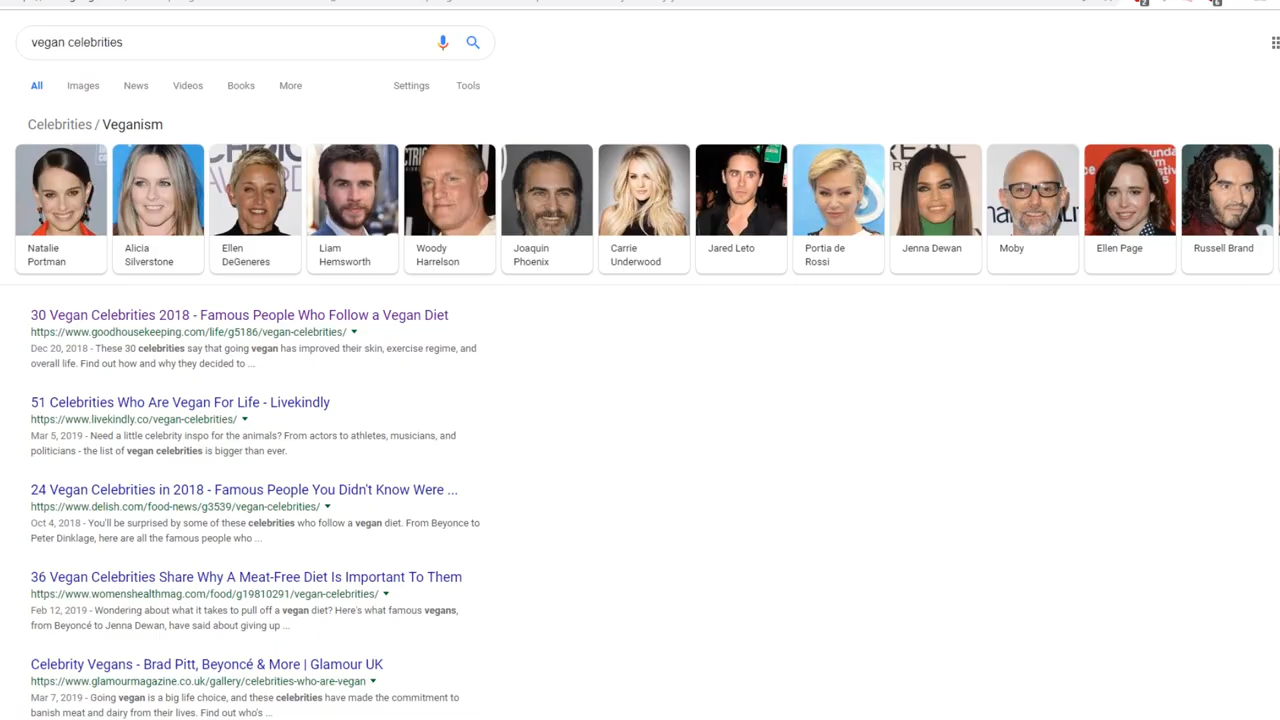 vegan celebrities
All Images News Videos Books More Settings Tools
Celebrities / Veganism
Natalie Portman
Alicia Silverstone
Ellen DeGeneres
Liam Hemsworth
Woody Harrelson
Joaquin Phoenix
Carrie Underwood
Jared Leto
Portia de Rossi
Jenna Dewan
Moby
Ellen Page
Russell Brand
30 Vegan Celebrities 2018 - Famous People Who Follow a Vegan Diet
https://www.goodhousekeeping.com/life/g5186/vegan-celebrities/
Dec 20, 2018 - These 30 celebrities say that going vegan has improved their skin, exercise regime, and
overall life. Find out how and why they decided to ...
51 Celebrities Who Are Vegan For Life - Livekindly
https://www.livekindly.co/vegan-celebrities/
Mar 5, 2019 - Need a little celebrity inspo for the animals? From actors to athletes, musicians, and
politicians - the list of vegan celebrities is bigger than ever.
24 Vegan Celebrities in 2018 - Famous People You Didn't Know Were ...
https://www.delish.com/food-news/g3539/vegan-celebrities/
Oct 4, 2018 - You'll be surprised by some of these celebrities who follow a vegan diet. From Beyonce to
Peter Dinklage, here are all the famous people who ...
36 Vegan Celebrities Share Why A Meat-Free Diet Is Important To Them
https://www.womenshealthmag.com/food/g19810291/vegan-celebrities/
Feb 12, 2019 - Wondering about what it takes to pull off a vegan diet? Here's what famous vegans,
from Beyoncé to Jenna Dewan, have said about giving up ...
Celebrity Vegans - Brad Pitt, Beyoncé & More | Glamour UK
https://www.glamourmagazine.co.uk/gallery/celebrities-who-are-vegan
Mar 7, 2019 - Going vegan is a big life choice, and these celebrities have made the commitment to
banish meat and dairy from their lives. Find out who's ...